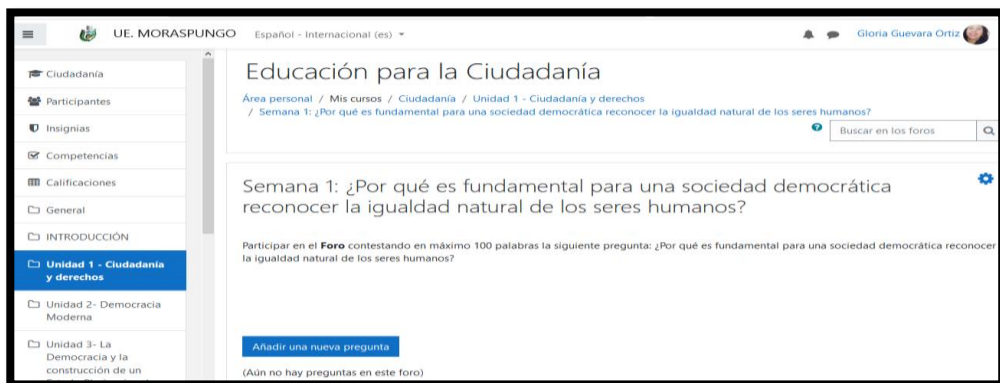 UE. MORASPUNGO
Español - Internacional (es)
Gloria Guevara Ortiz
Ciudadanía
Participantes
Insignias
Competencias
Calificaciones
General
INTRODUCCIÓN
Unidad 1 - Ciudadanía
y derechos
Unidad 2- Democracia
Moderna
Unidad 3- La
Democracia y la
construcción de un
Educación para la Ciudadanía
Área personal / Mis cursos / Ciudadanía / Unidad 1 - Ciudadanía y derechos
/ Semana 1: ¿Por qué es fundamental para una sociedad democrática reconocer la igualdad natural de los seres humanos?
Buscar en los foros
Semana 1: ¿Por qué es fundamental para una sociedad democrática
reconocer la igualdad natural de los seres humanos?
Participar en el Foro contestando en máximo 100 palabras la siguiente pregunta: ¿Por qué es fundamental para una sociedad democrática reconocer
la igualdad natural de los seres humanos?
Añadir una nueva pregunta
(Aún no hay preguntas en este foro)